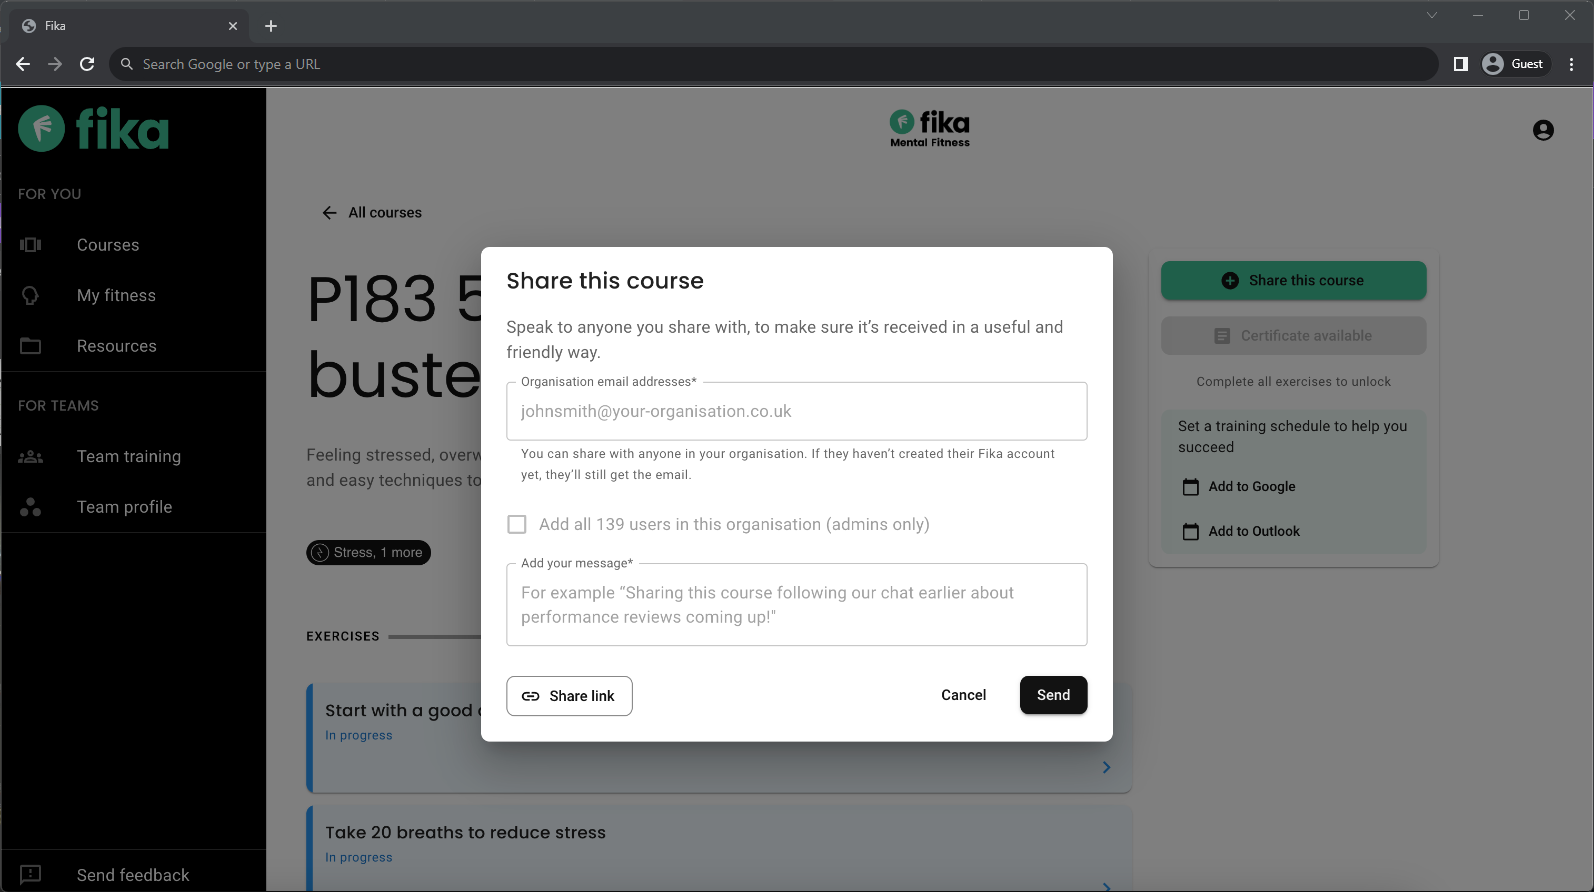 Fika
Search Google or type a URL
Guest
fika
FOR YOU
Courses
My fitness
Resources
FOR TEAMS
Team training
Team profile
Send feedback
fika
Mental Fitness
All courses
P183 5
buste
Feeling stressed, overw
and easy techniques to
Stress, 1 more
EXERCISES
Start with a good
In progress
Take 20 breaths to reduce stress
In progress
Share this course
Speak to anyone you share with, to make sure it’s received in a useful and
friendly way.
Organisation email addresses*
johnsmith@your-organisation.co.uk
You can share with anyone in your organisation. If they haven’t created their Fika account
yet, they’ll still get the email.
Add all 139 users in this organisation (admins only)
Add your message*
For example “Sharing this course following our chat earlier about
performance reviews coming up!"
Share link
Cancel
Send
Share this course
Certificate available
Complete all exercises to unlock
Set a training schedule to help you
succeed
Add to Google
Add to Outlook